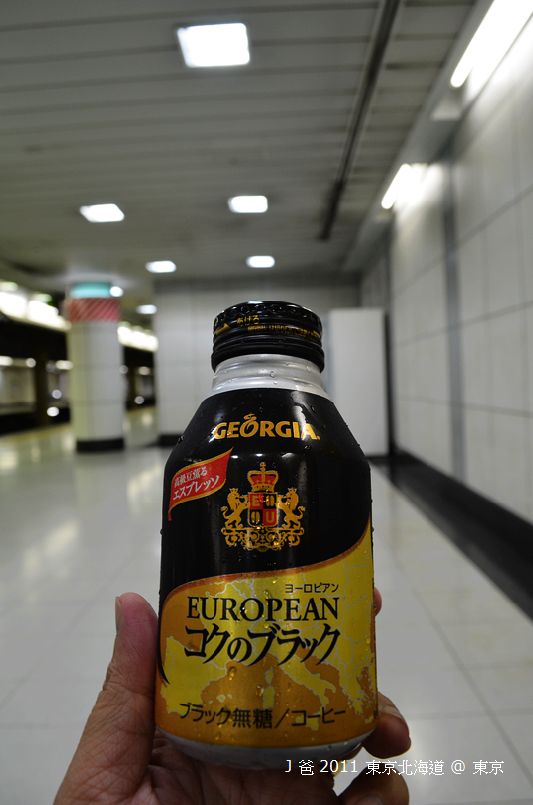 GEORGIA
高級豆薫る
エスプレッソ
ヨーロピアン
EUROPEAN
コクのブラック
ブラック無糖/コーヒー
J 爸 2011 東京北海道 @ 東京